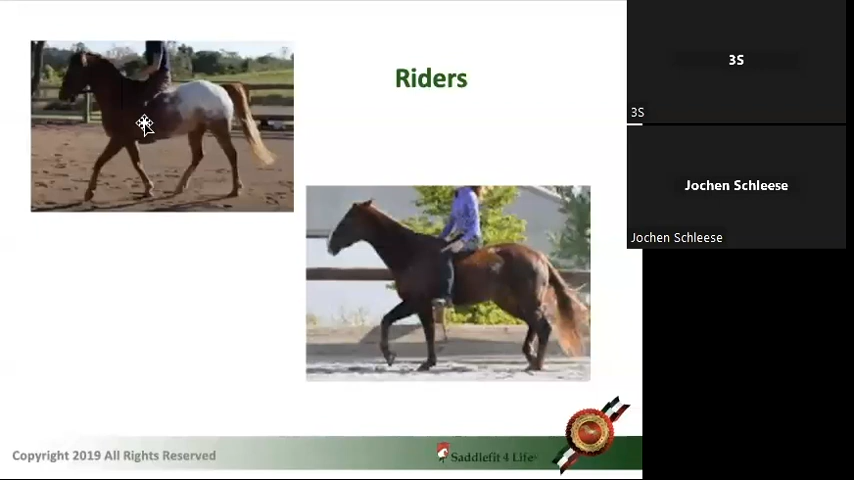 Riders
3S
3S
Jochen Schleese
Jochen Schleese
Copyright 2019 All Rights Reserved
Saddlefit 4 Life